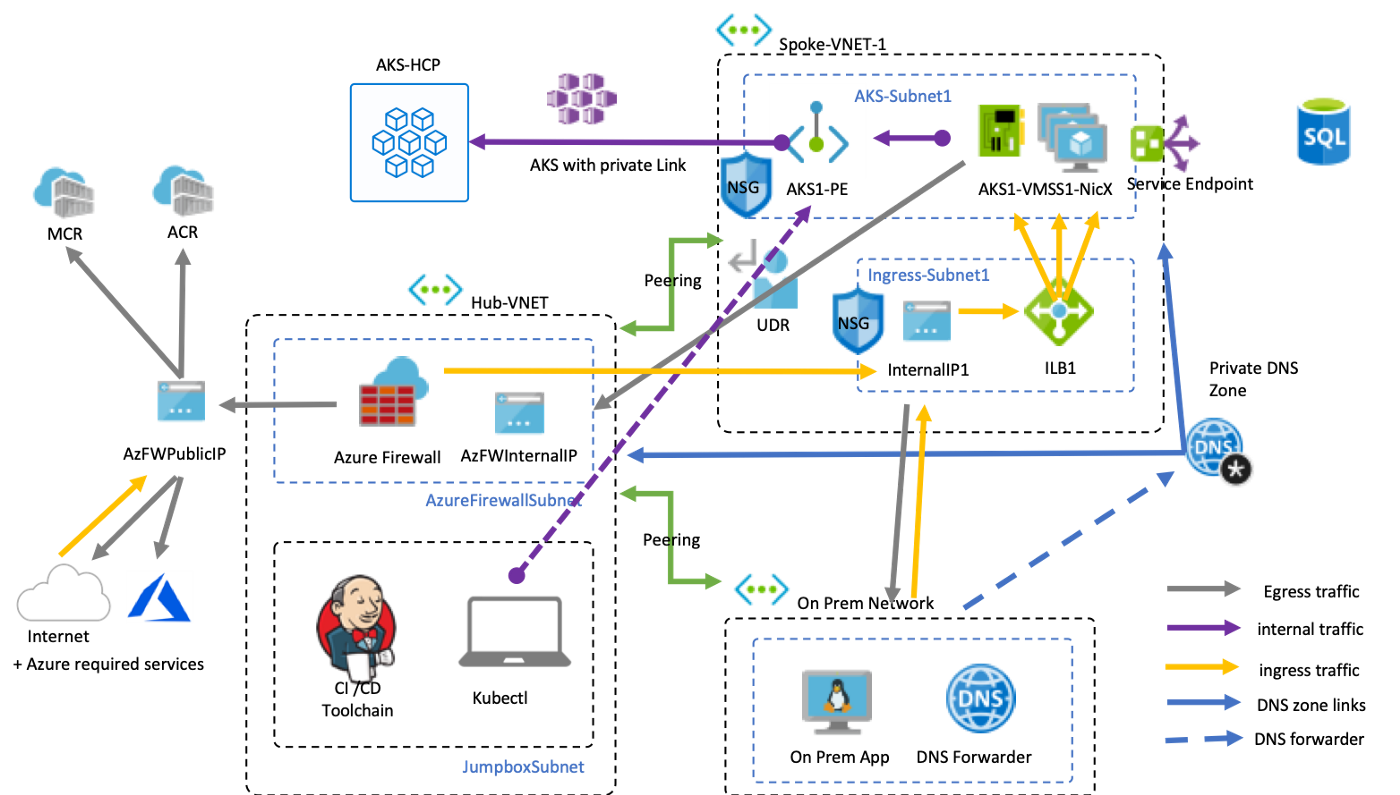 Spoke-VNET-1
AKS-HCP
AKS-Subnet1
SQL
AKS with private Link
NSG
AKS1-PE
AKS1-VMSS1-NicX
Service Endpoint
MCR
ACR
Peering
Ingress-Subnet1
Hub-VNET
UDR
NSG
InternalIP1
ILB1
Private DNS
Zone
DNS
*
AzFWPublicIP
Azure Firewall
AzFWInternalIP
AzureFirewallSubnet
Peering
Internet
+ Azure required services
On Prem Network
CI /CD
Toolchain
Kubectl
JumpboxSubnet
DNS
On Prem App
DNS Forwarder
Egress traffic
internal traffic
ingress traffic
DNS zone links
DNS forwarder